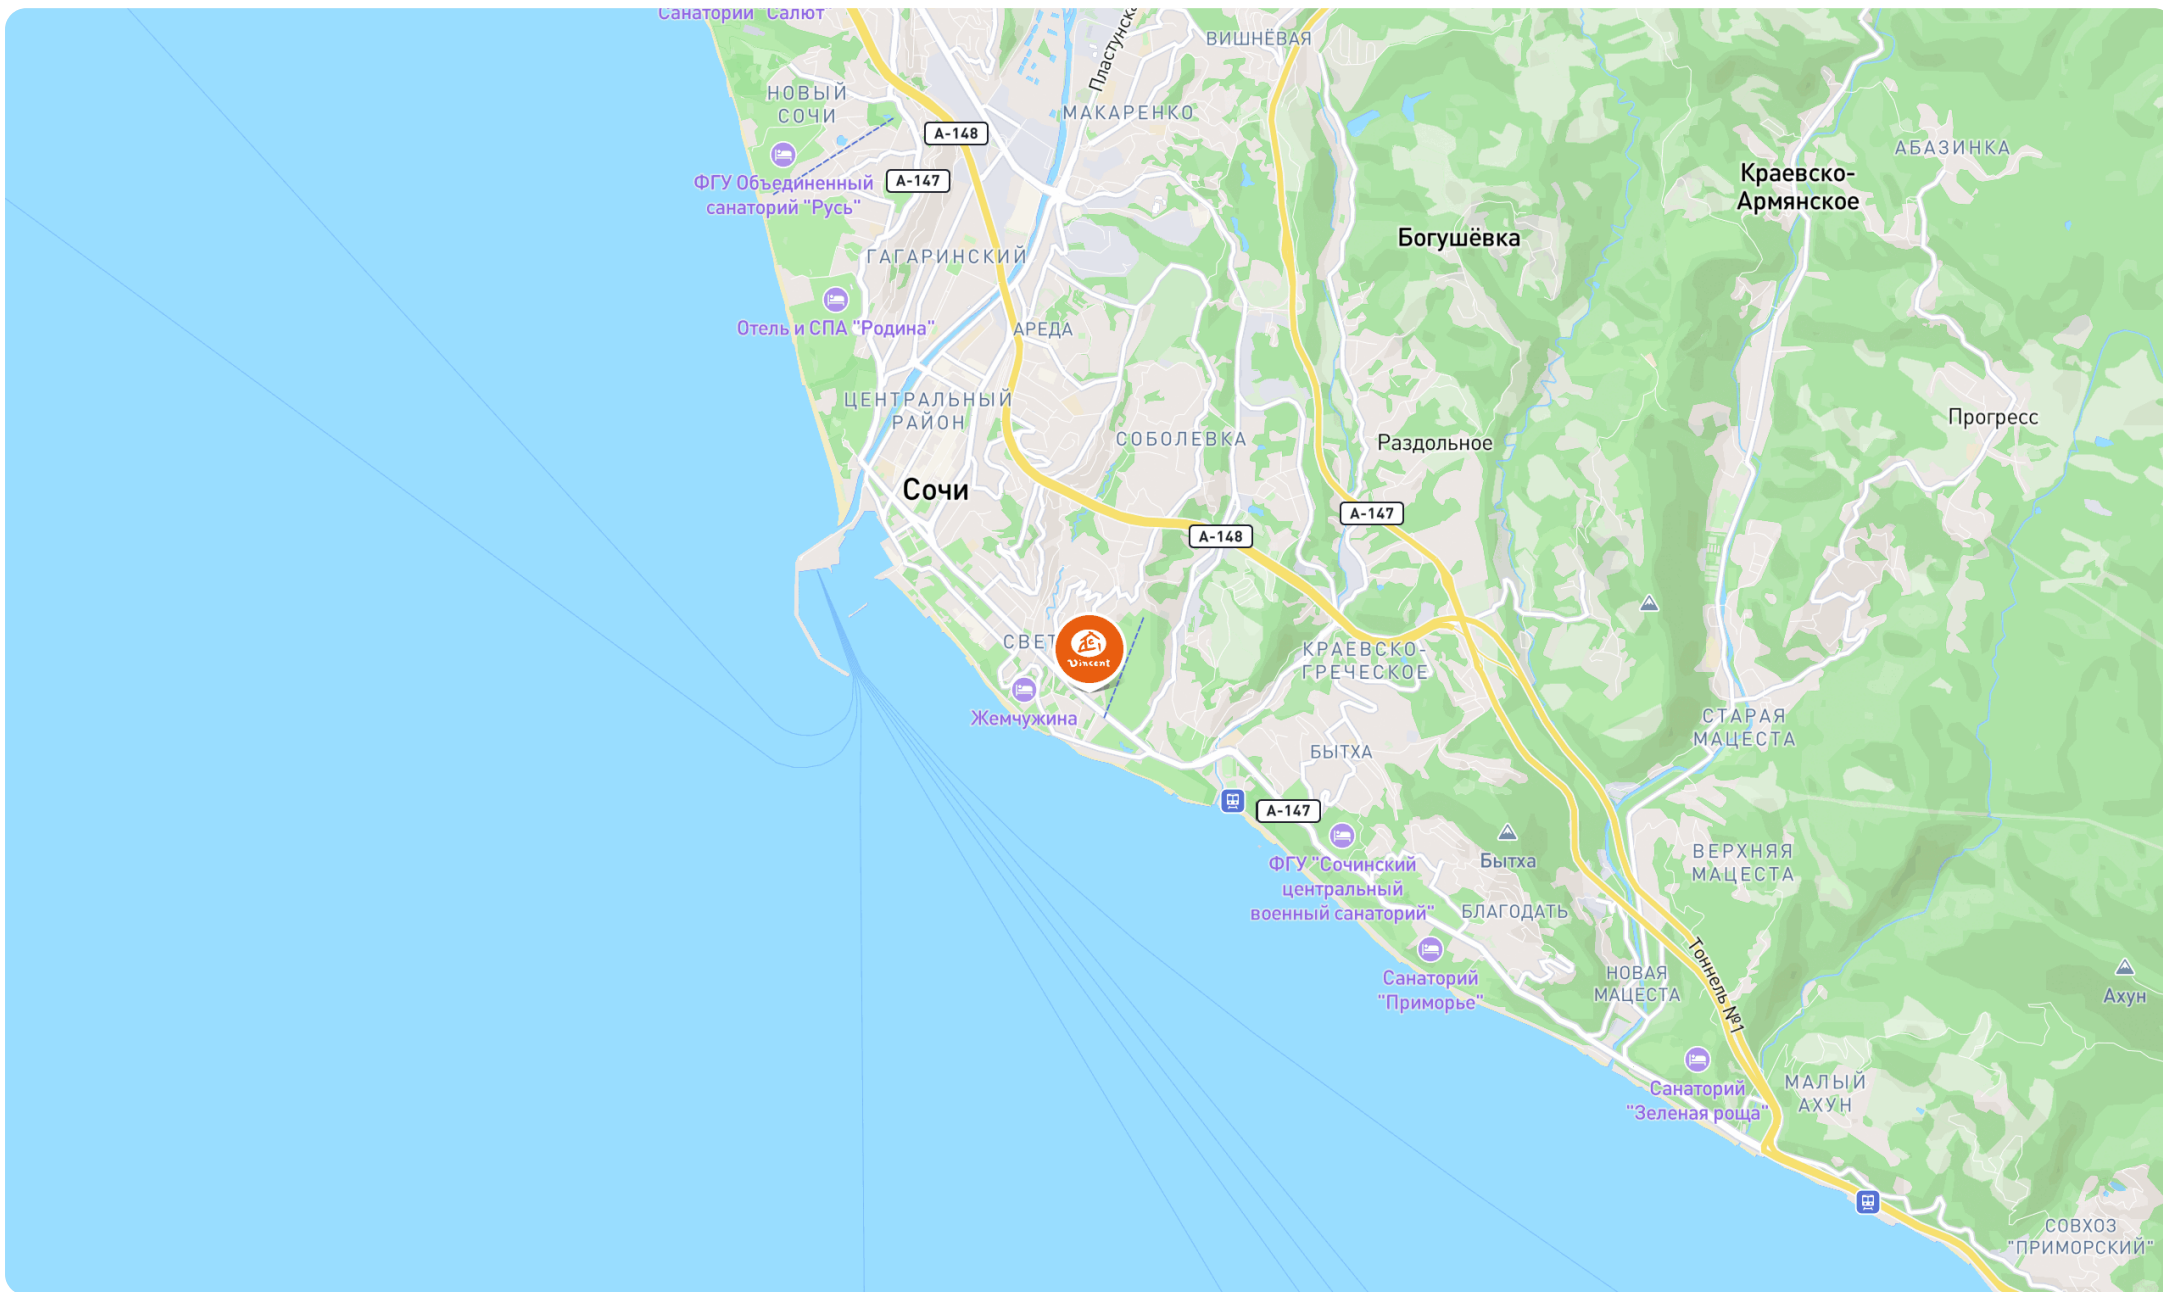 Санаторий "Салют"
Пластунска
ВИШНЁВАЯ
НОВЫЙ
СОЧИ
МАКАРЕНКО
А-148
АБАЗИНКА
ФГУ Объединенный
санаторий "Русь"
А-147
Краевско-
Армянское
Богушёвка
ГАГАРИНСКИЙ
Отель и СПА "Родина"
АРЕДА
ЦЕНТРАЛЬНЫЙ
РАЙОН
СОБОЛЕВКА
Раздольное
Прогресс
Сочи
А-147
А-148
СВЕТ
Vincent
КРАЕВСКО-
ГРЕЧЕСКОЕ
Жемчужина
СТАРАЯ
МАЦЕСТА
БЫТХА
А-147
ФГУ "Сочинский
центральный
военный санаторий"
Бытха
ВЕРХНЯЯ
МАЦЕСТА
БЛАГОДАТЬ
Санаторий
"Приморье"
НОВАЯ
МАЦЕСТА
Тоннель №1
Ахун
Санаторий
"Зеленая роща"
МАЛЫЙ
АХУН
СОВХОЗ
"ПРИМОРСКИЙ"